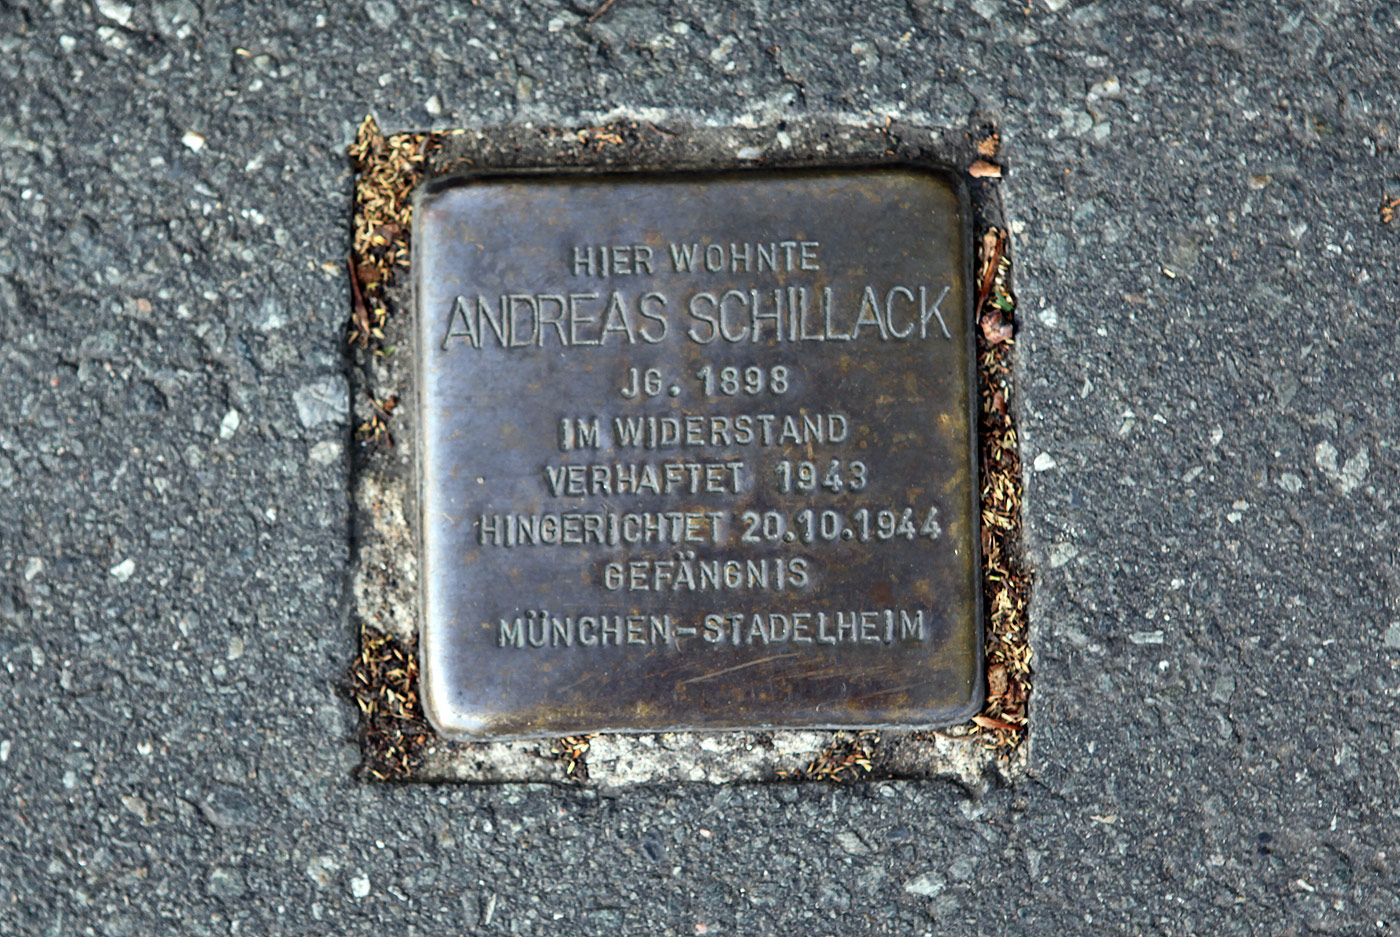 HIER WOHNTE
ANDREAS SCHILLACK
JG. 1898
IM WIDERSTAND
VERHAFTET 1943
HINGERICHTET 20.10.1944
GEFÄNGNIS
MÜNCHEN-STADELHEIM